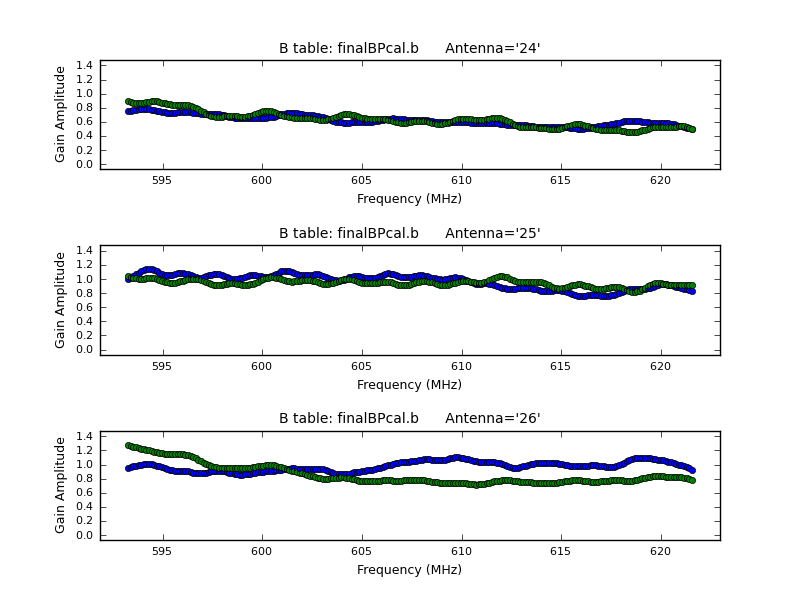 B table: finalBPcal.b Antenna='24'
1.4
1.2
1.0
0.8
0.6
0.4
0.2
0.0
Gain Amplitude
595 600 605 610 615 620
Frequency (MHz)
B table: finalBPcal.b Antenna='25'
1.4
1.2
1.0
0.8
0.6
0.4
0.2
0.0
Gain Amplitude
595 600 605 610 615 620
Frequency (MHz)
B table: finalBPcal.b Antenna='26'
1.4
1.2
1.0
0.8
0.6
0.4
0.2
0.0
Gain Amplitude
595 600 605 610 615 620
Frequency (MHz)